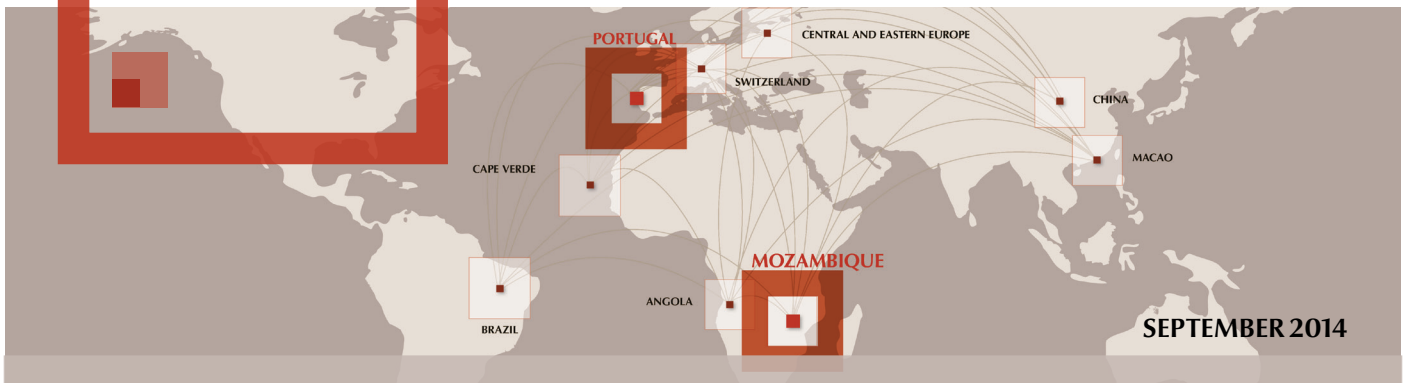 PORTUGAL
CENTRAL AND EASTERN EUROPE
SWITZERLAND
CHINA
MACAO
CAPE VERDE
MOZAMBIQUE
ANGOLA
BRAZIL
SEPTEMBER 2014